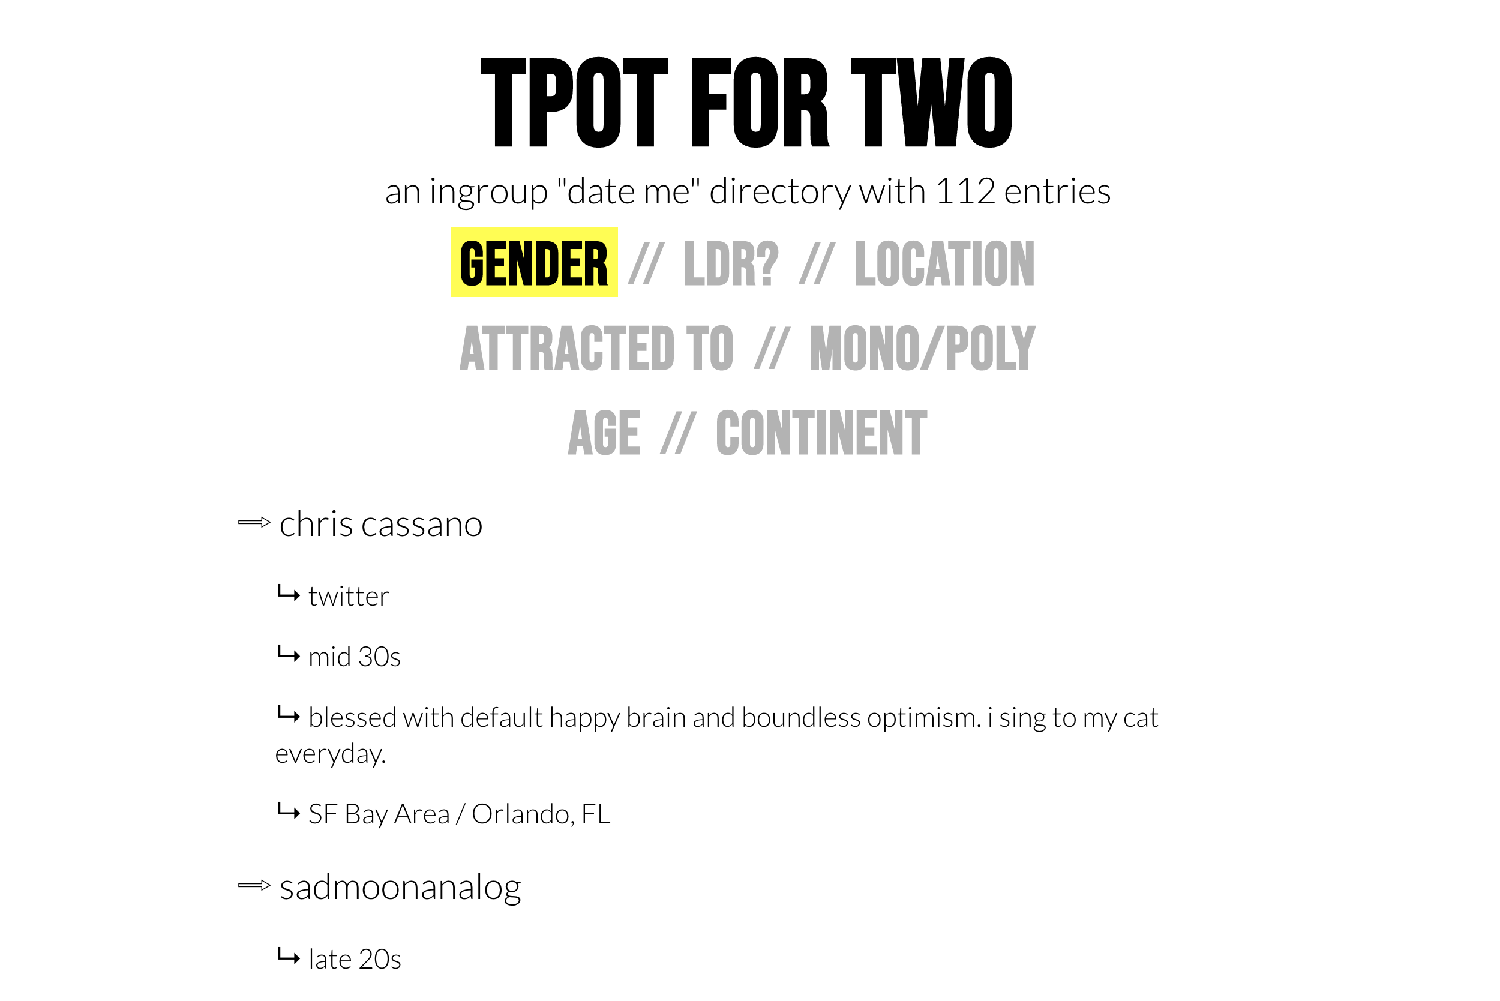 TPOT FOR TWO
an ingroup "date me" directory with 112 entries
GENDER // LDR? // LOCATION
ATTRACTED TO // MONO/POLY
AGE // CONTINENT
⇒ chris cassano
↳ twitter
↳ mid 30s
↳ blessed with default happy brain and boundless optimism. i sing to my cat
everyday.
↳ SF Bay Area / Orlando, FL
⇒ sadmoonanalog
↳ late 20s